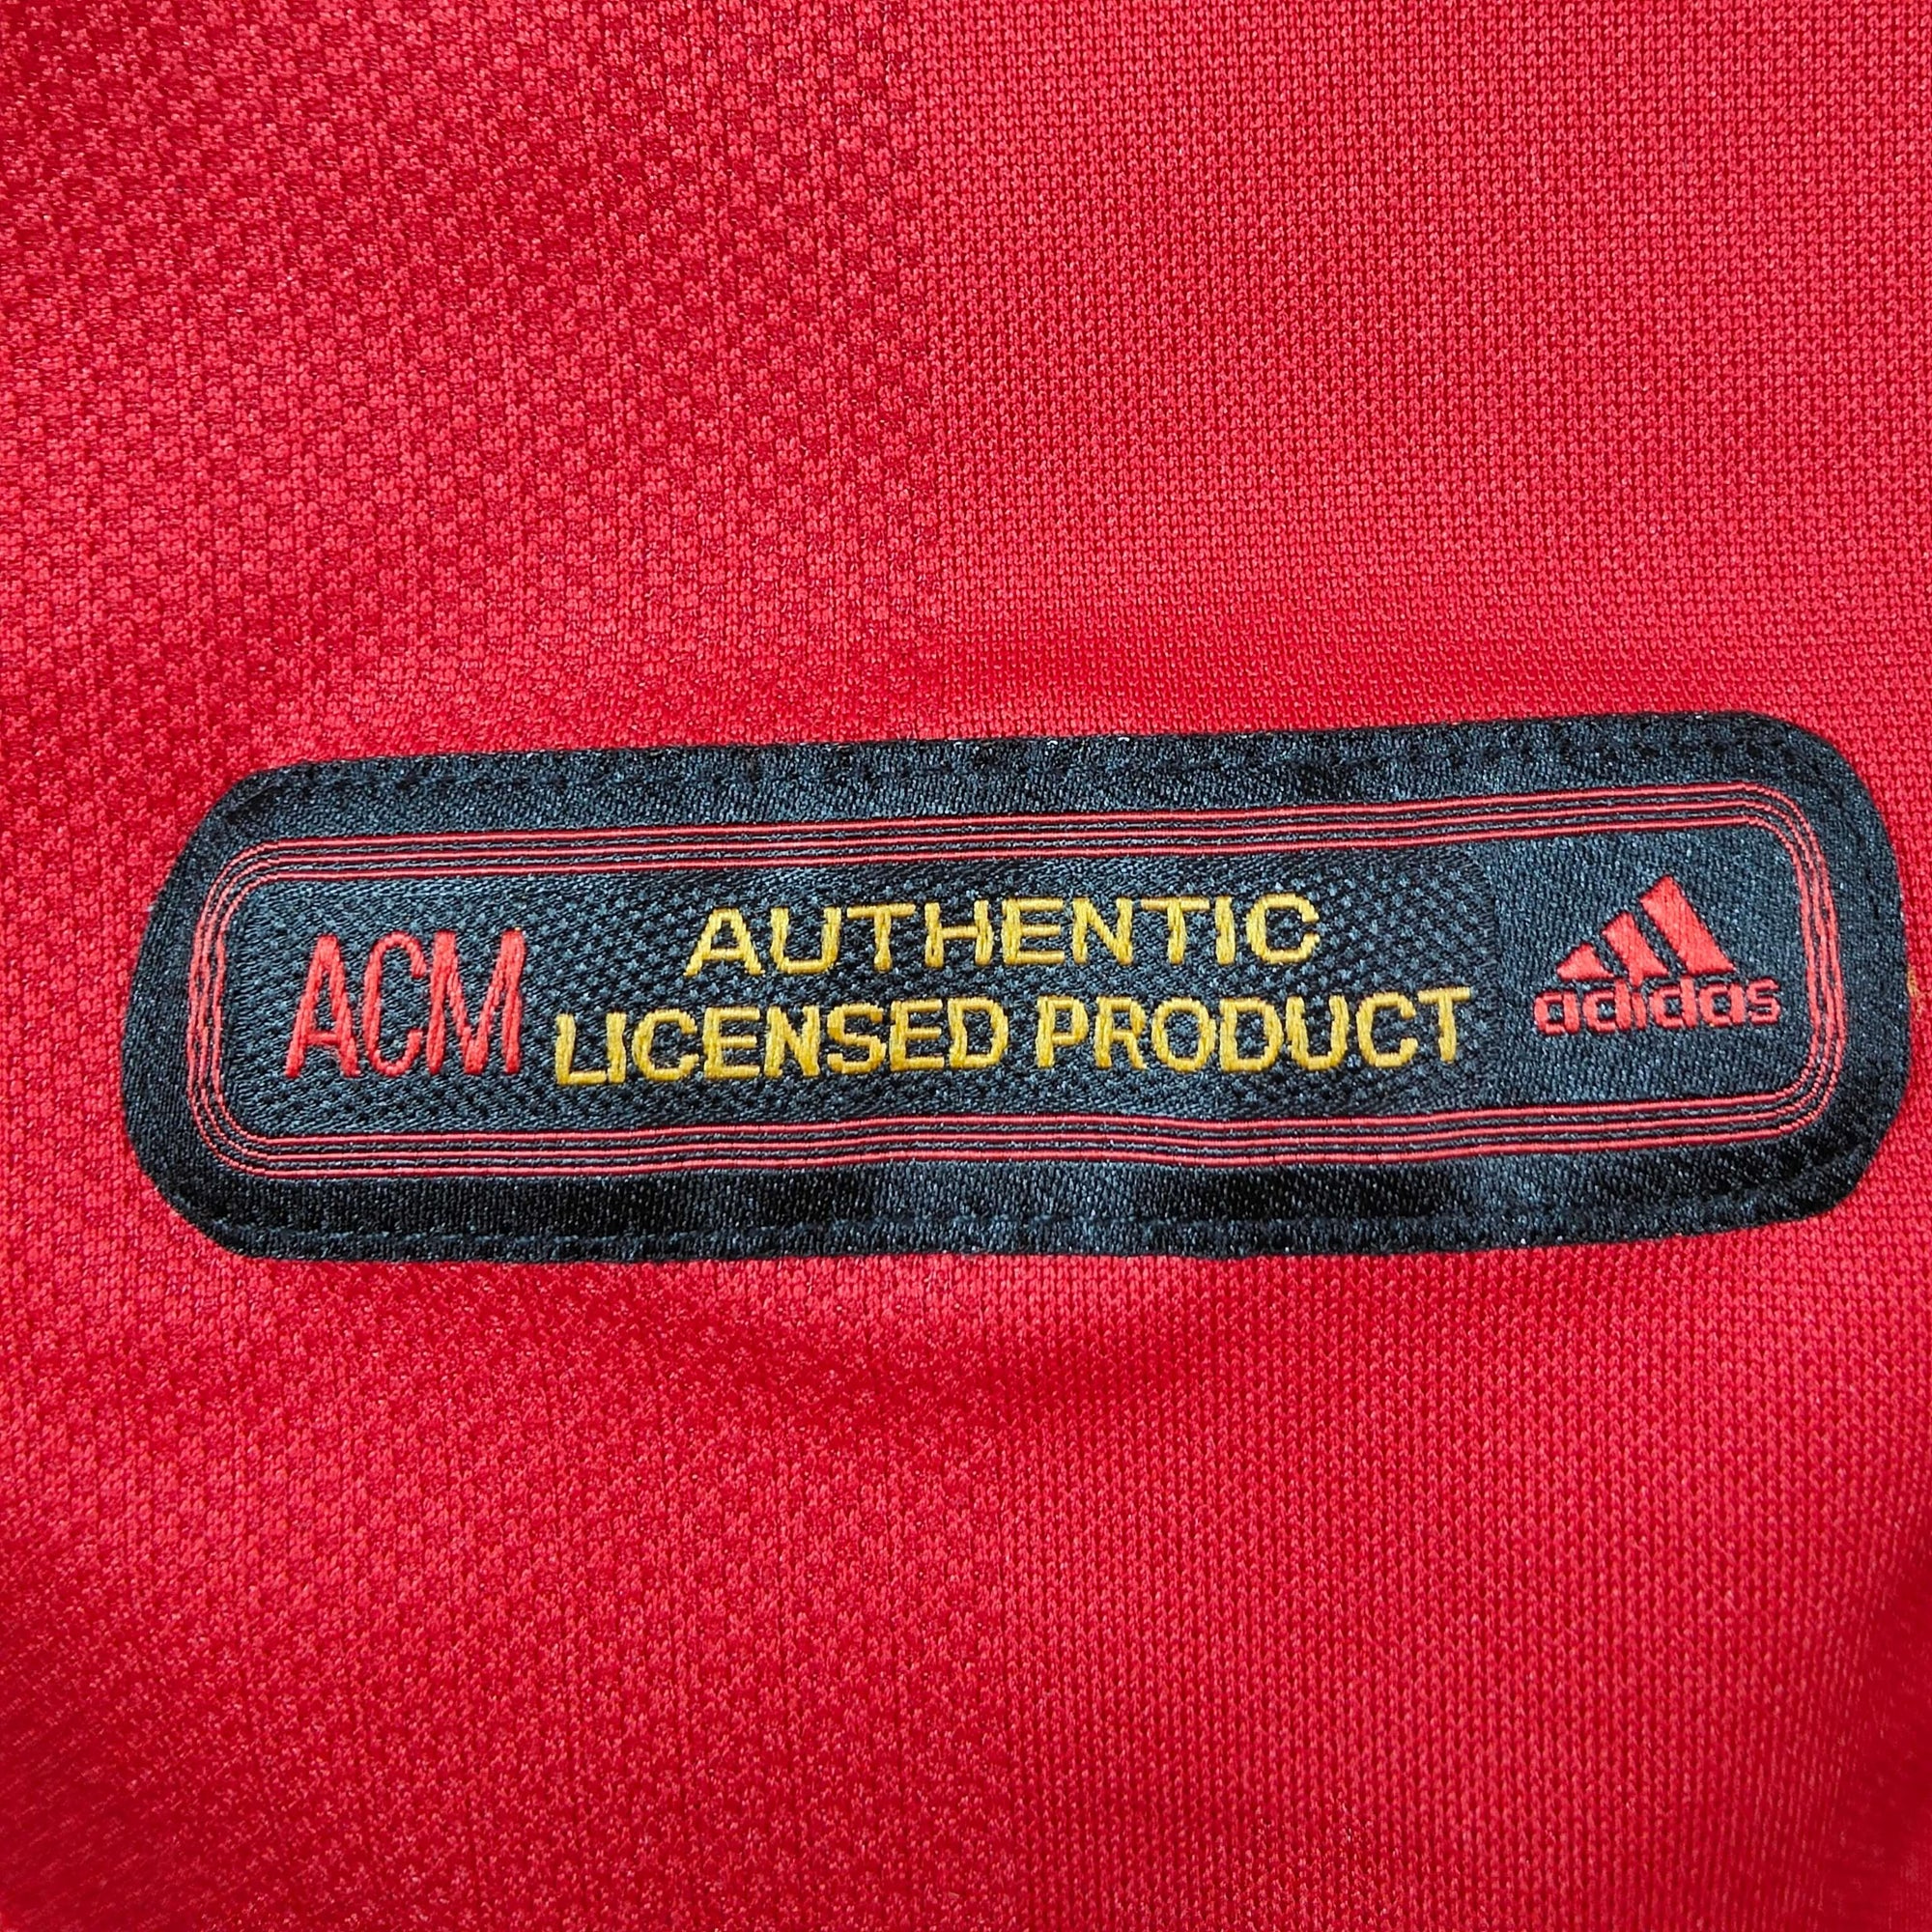 ACM
AUTHENTIC
LICENSED PRODUCT
adidas